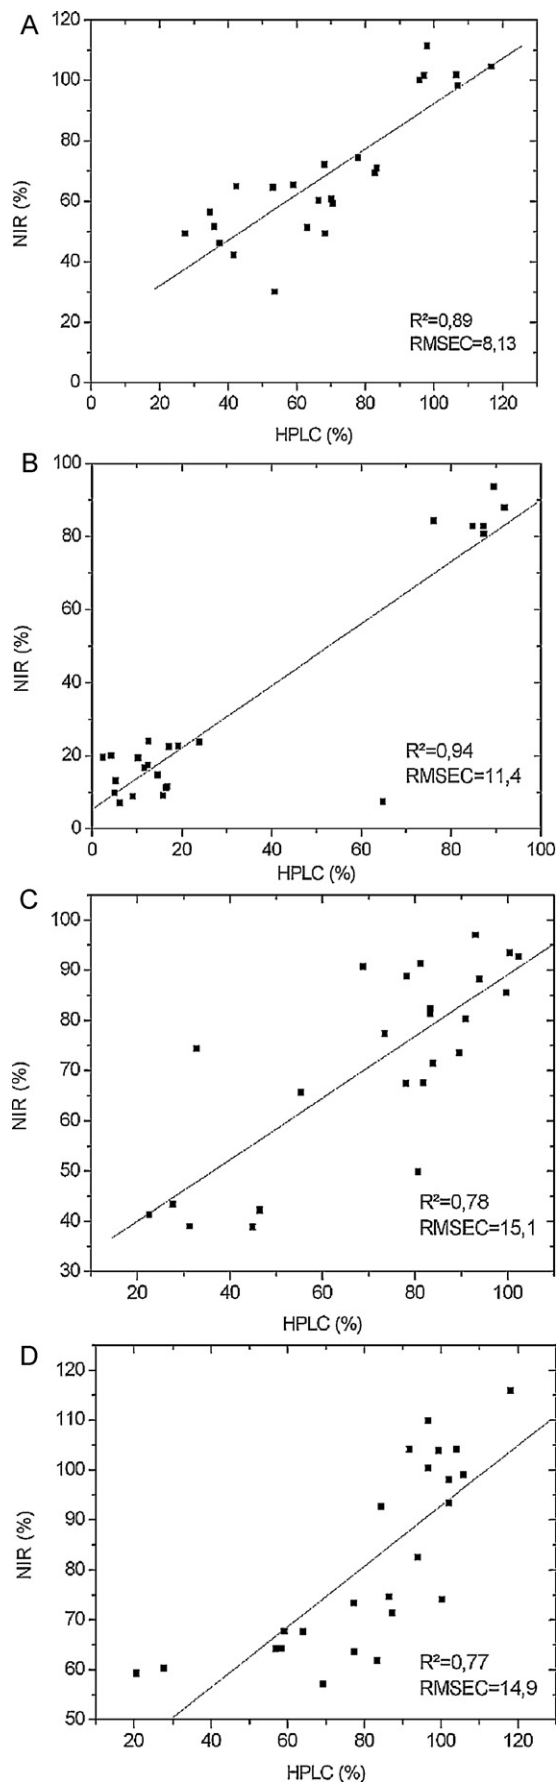 A
120
100
80
60
40
20
0
NIR (%)
R²=0,89
RMSEC=8,13
0 20 40 60 80 100 120
HPLC (%)
B
100
80
60
40
20
0
NIR (%)
R²=0,94
RMSEC=11,4
0 20 40 60 80 100
HPLC (%)
C
100
90
80
70
60
50
40
30
NIR (%)
R²=0,78
RMSEC=15,1
20 40 60 80 100
HPLC (%)
D
120
110
100
90
80
70
60
50
NIR (%)
R²=0,77
RMSEC=14,9
20 40 60 80 100 120
HPLC (%)